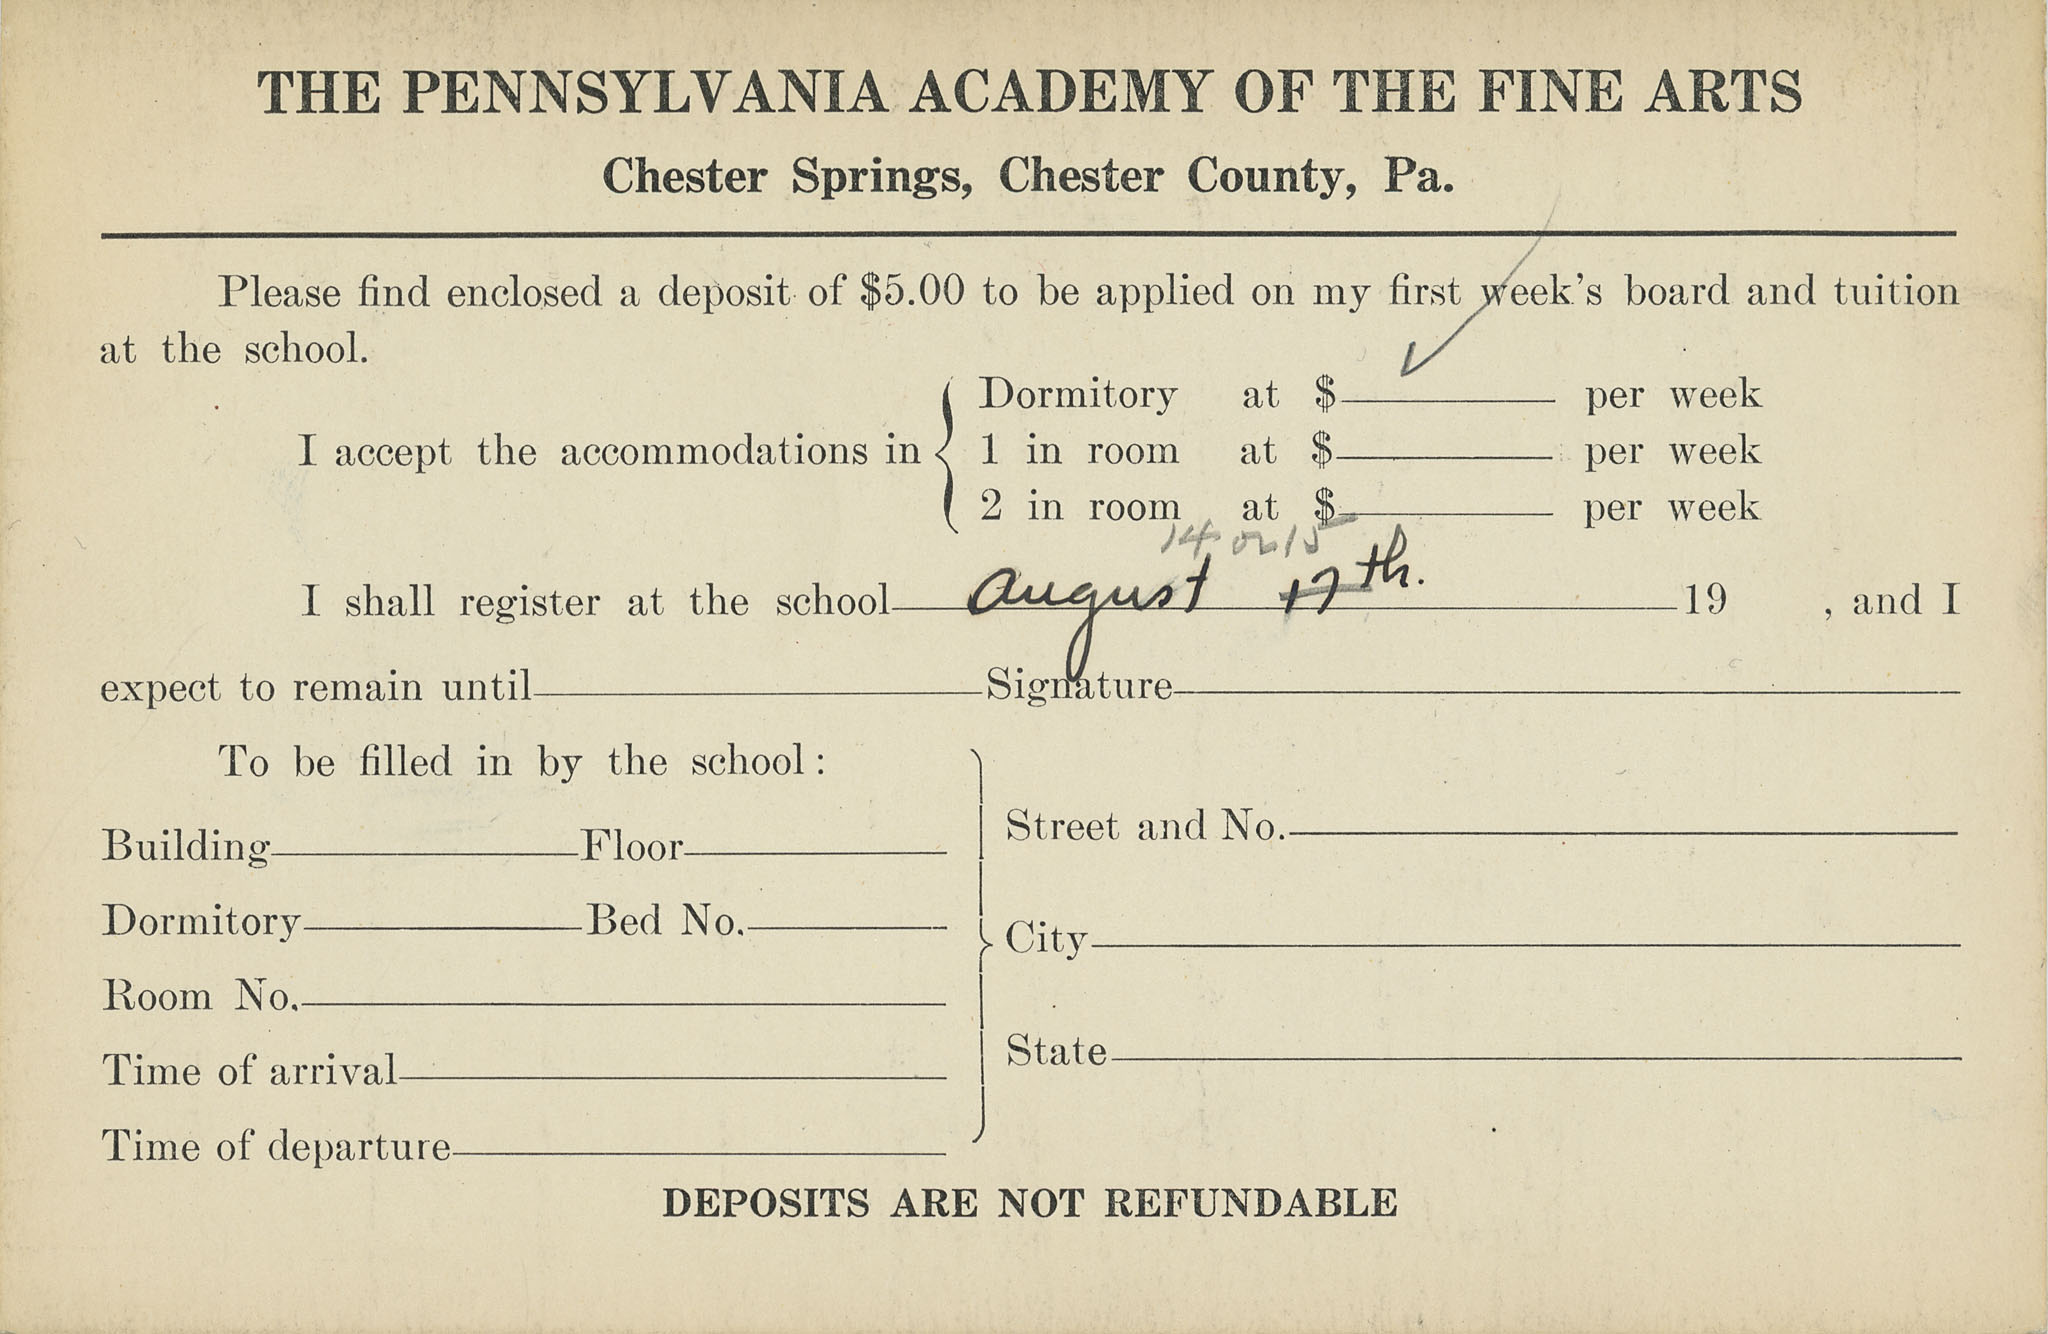 THE PENNSYLVANIA ACADEMY OF THE FINE ARTS
Chester Springs, Chester County, Pa.
Please find enclosed a deposit of $5.00 to be applied on my first week's board and tuition
at the school.
I accept the accommodations in
Dormitory at $ per week
1 in room at $ per week
2 in room at $ per week
14 or 15
I shall register at the school August 17th. 19 , and I
expect to remain until Signature
To be filled in by the school:
Building Floor
Dormitory Bed No.
Room No.
Time of arrival
Time of departure
Street and No.
City
State
DEPOSITS ARE NOT REFUNDABLE